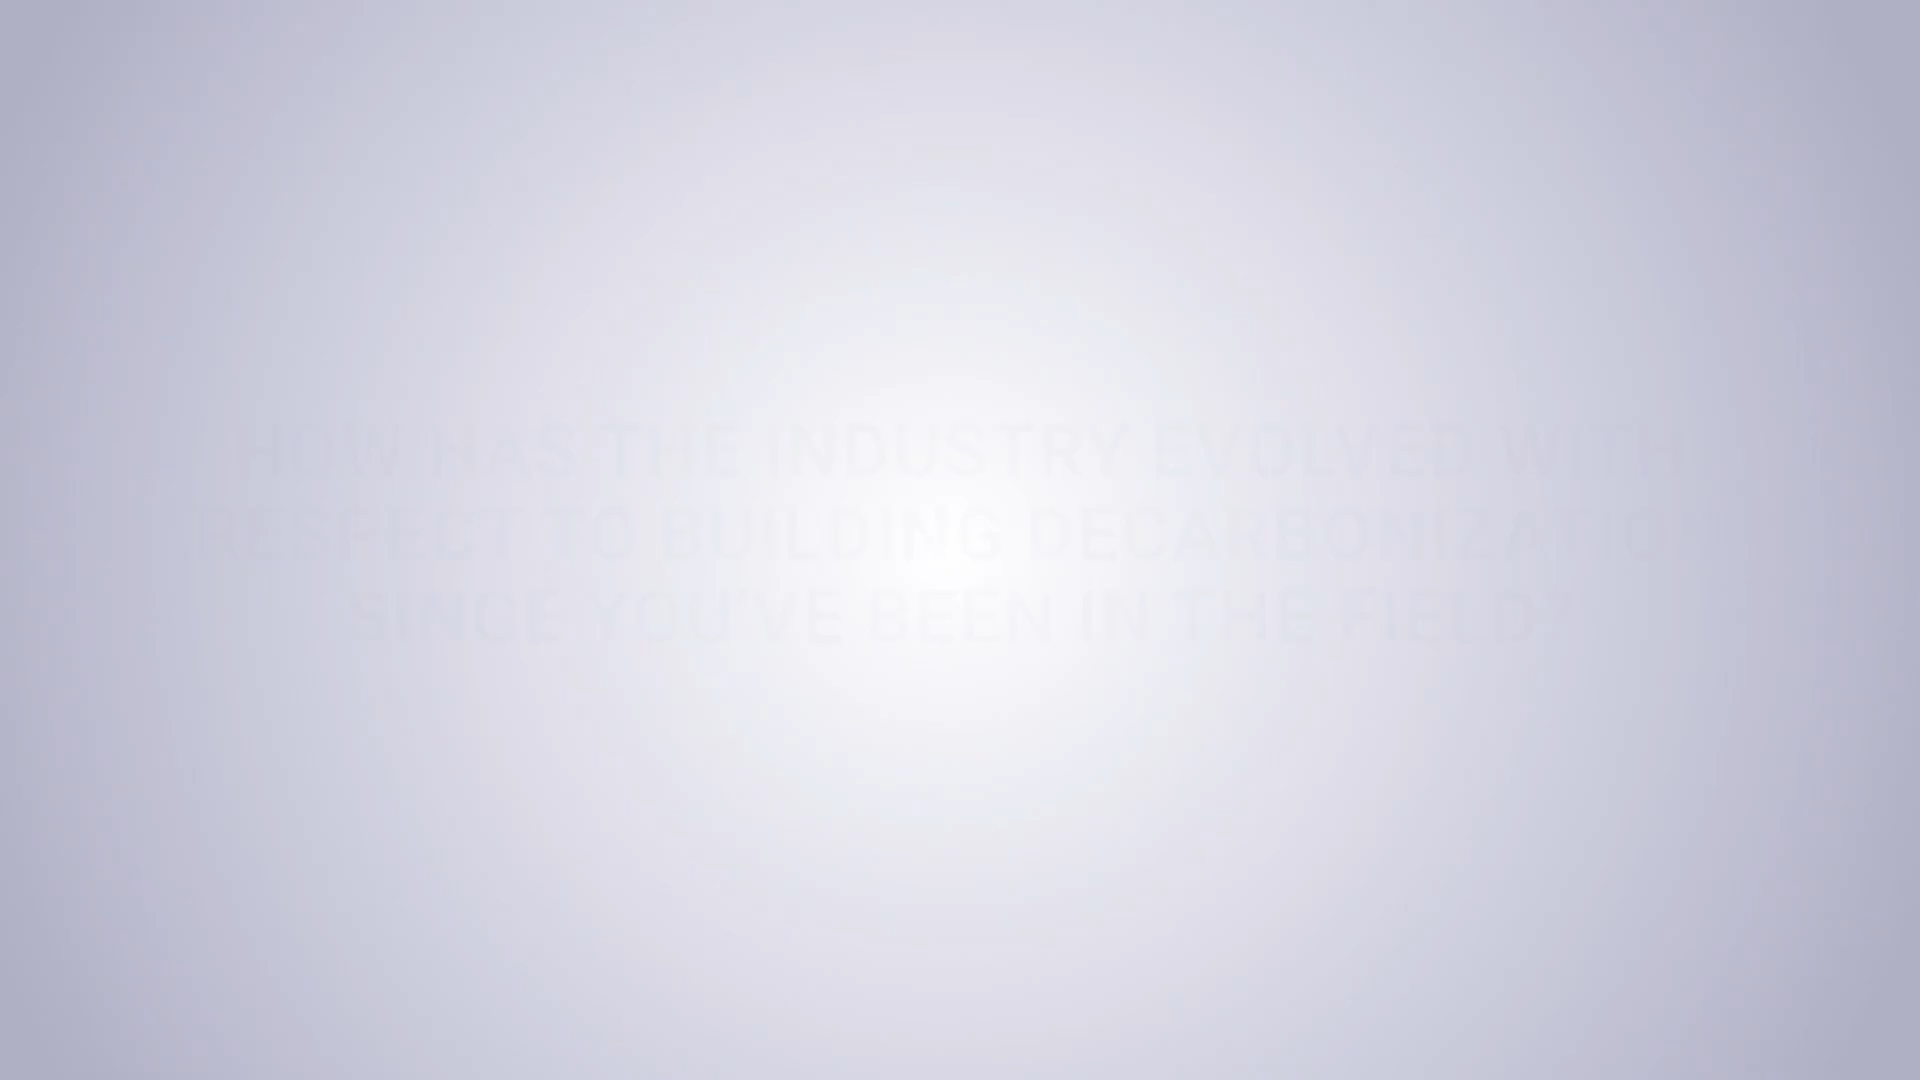 HOW HAS THE INDUSTRY EVOLVED WITH
RESPECT TO BUILDING DECARBONIZATION
SINCE YOU'VE BEEN IN THE FIELD?